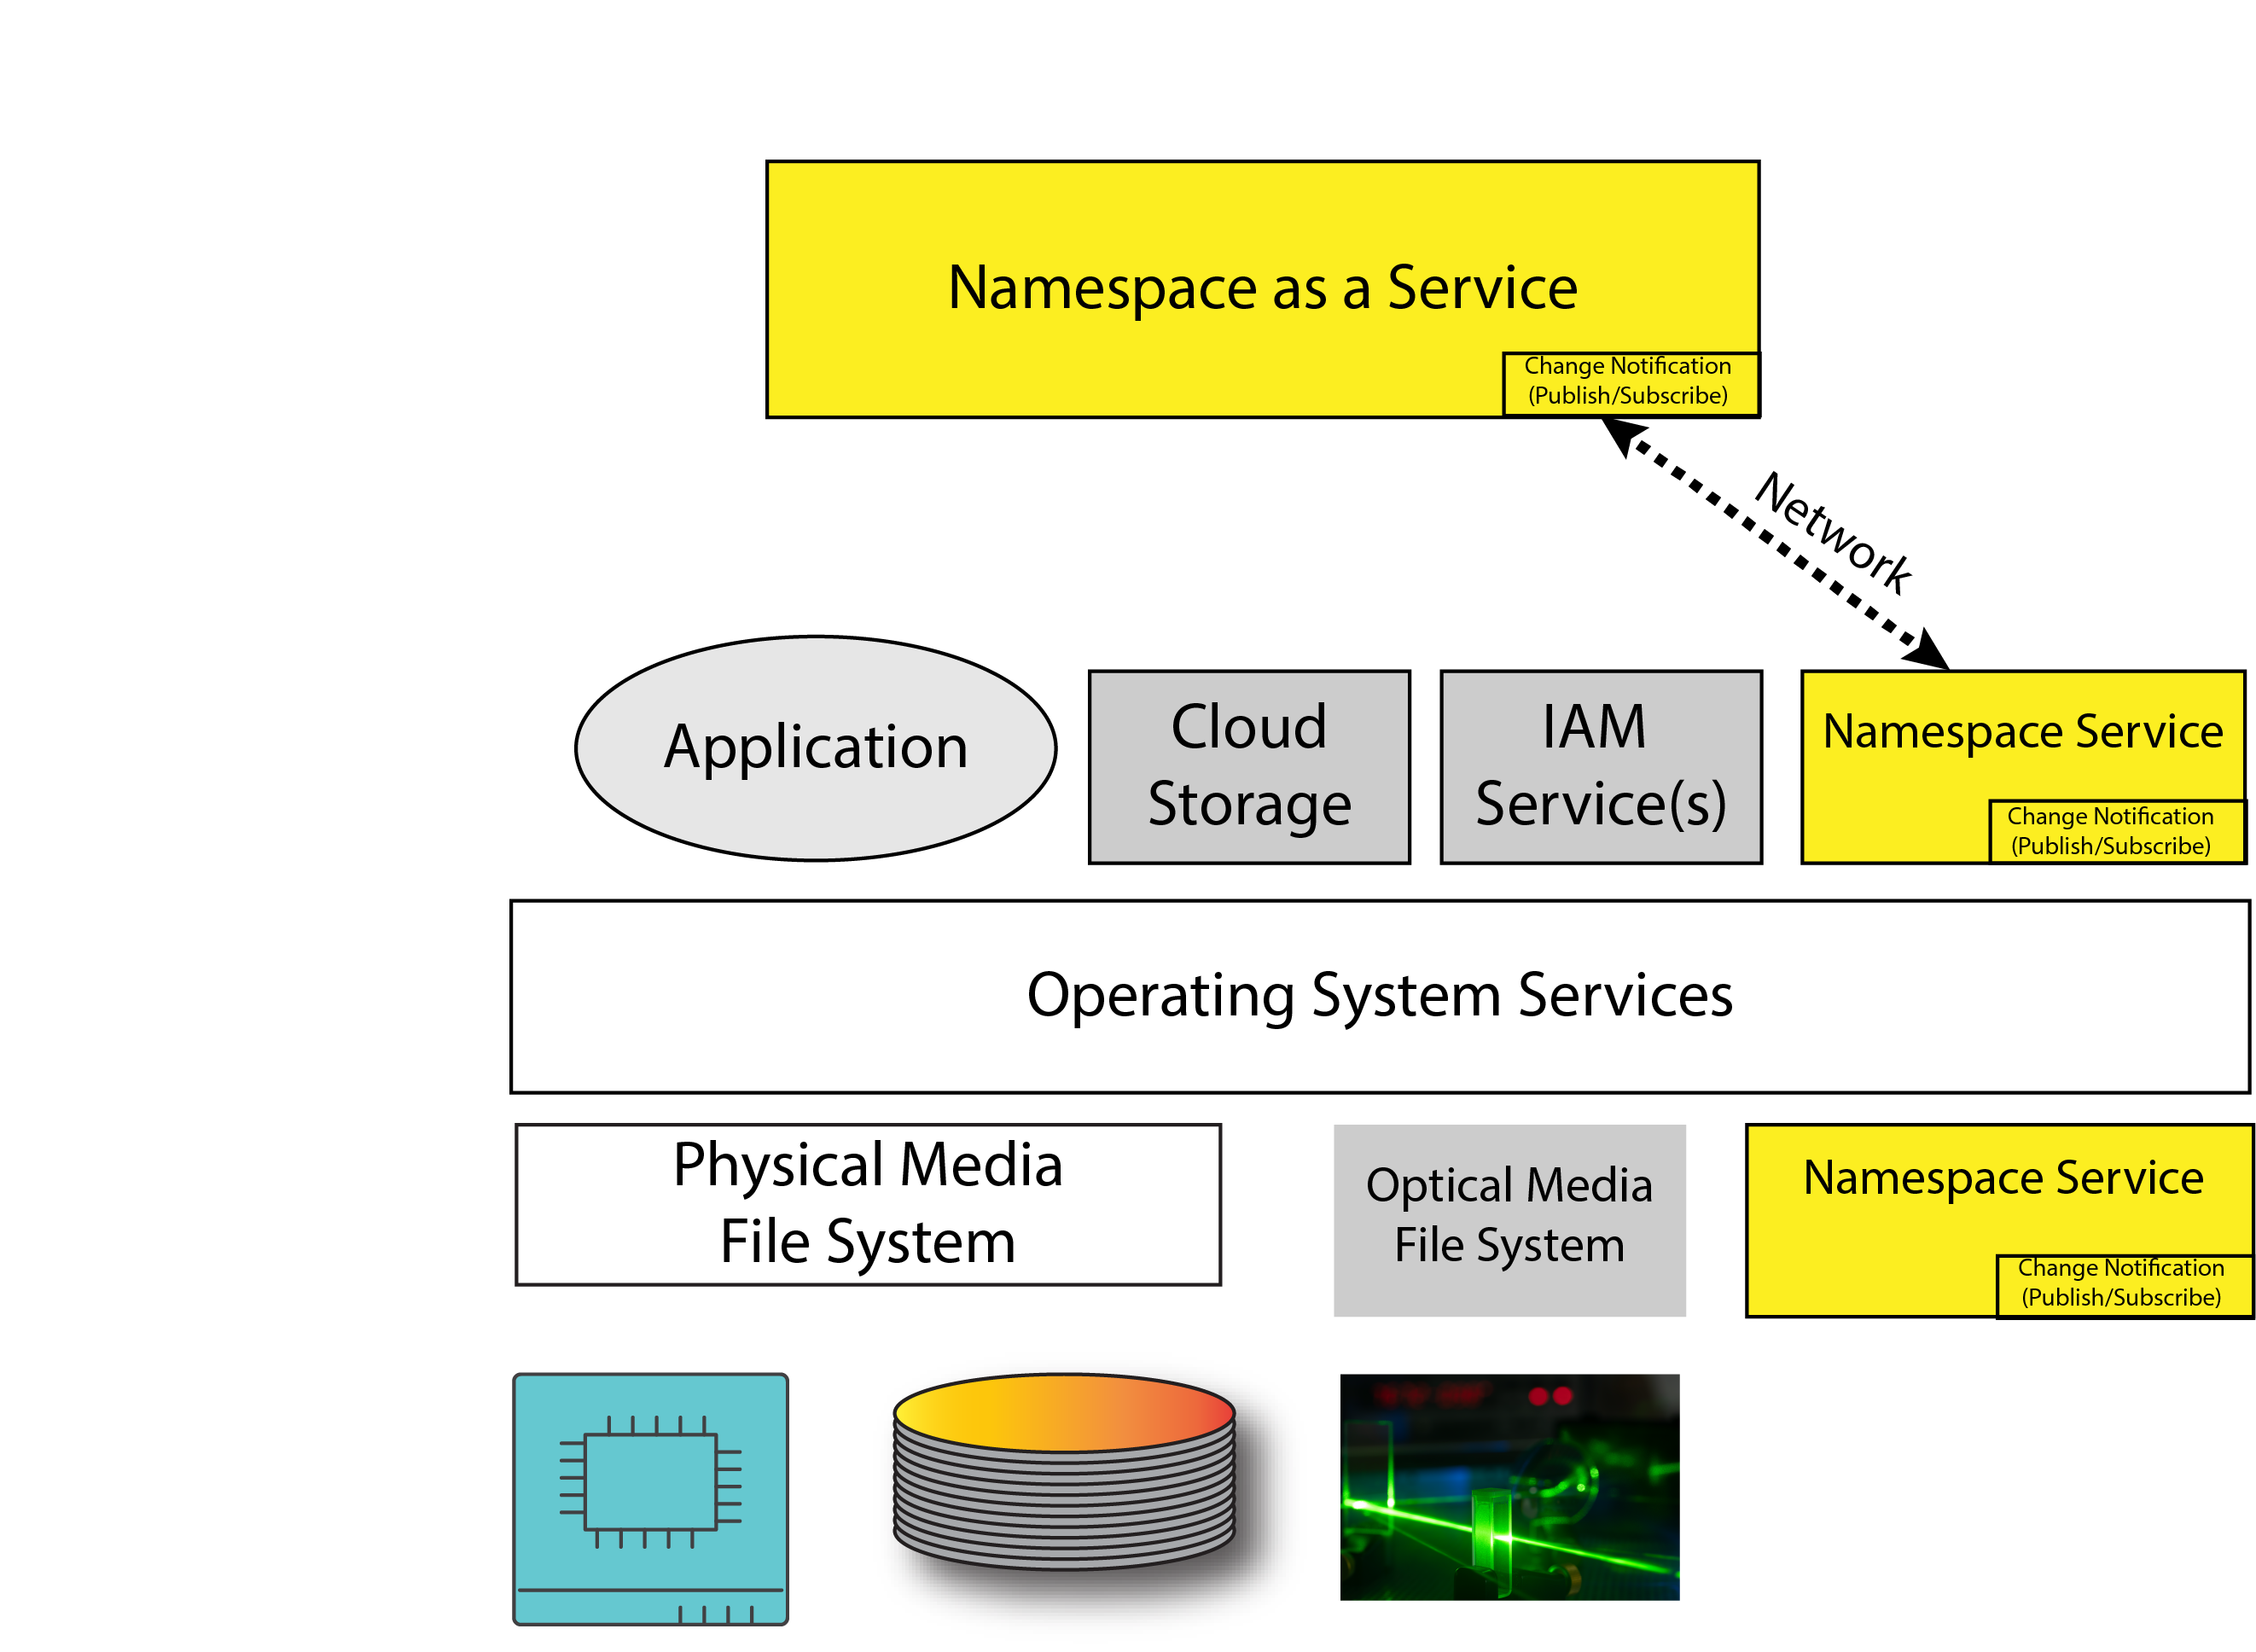 Namespace as a Service
Change Notification
(Publish/Subscribe)
Network
Application
Cloud
Storage
IAM
Service(s)
Namespace Service
Change Notification
(Publish/Subscribe)
Operating System Services
Physical Media
File System
Optical Media
File System
Namespace Service
Change Notification
(Publish/Subscribe)